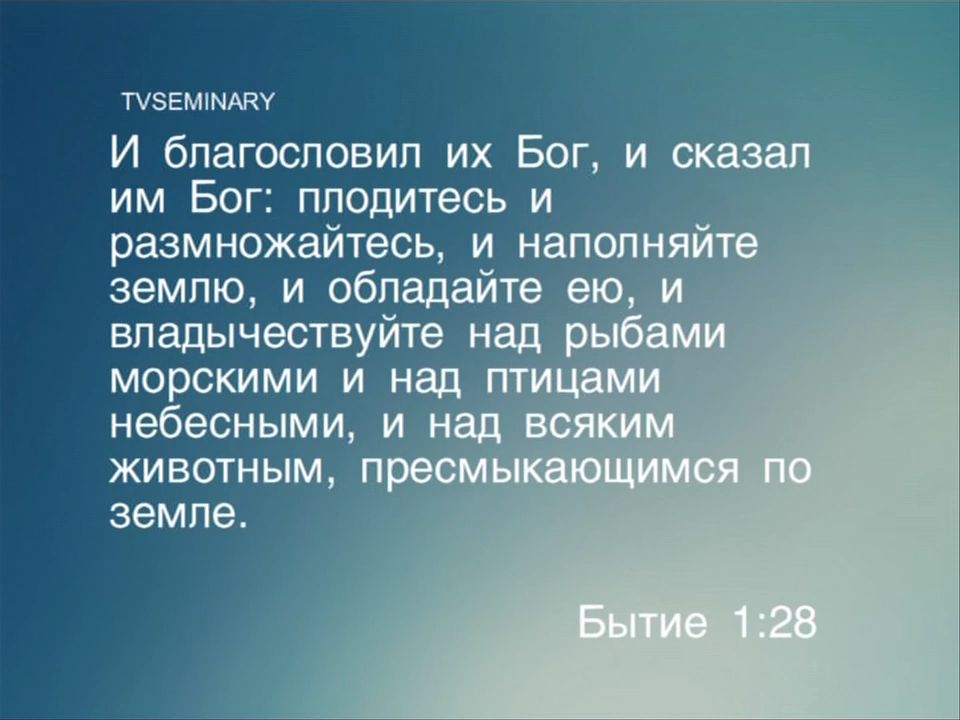 TVSEMINARY
И благословил их Бог, и сказал
им Бог: плодитесь и
размножайтесь, и наполняйте
землю, и обладайте ею, и
владычествуйте над рыбами
морскими и над птицами
небесными, и над всяким
животным, пресмыкающимся по
земле.
Бытие 1:28